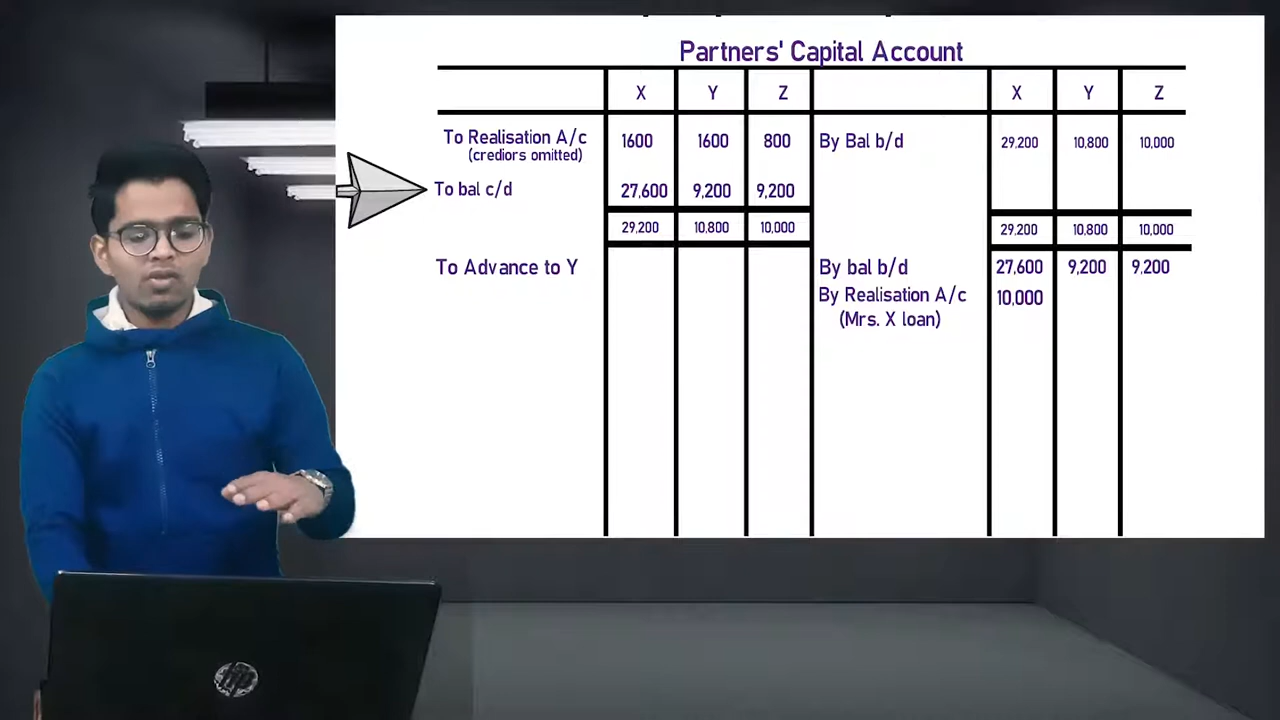 Partners' Capital Account
X Y Z X Y Z
To Realisation A/c 1600 1600 800 By Bal b/d 29,200 10,800 10,000
(crediors omitted)
To bal c/d 27,600 9,200 9,200
29,200 10,800 10,000 29,200 10,800 10,000
To Advance to Y By bal b/d 27,600 9,200 9,200
By Realisation A/c 10,000
(Mrs. X loan)
hp